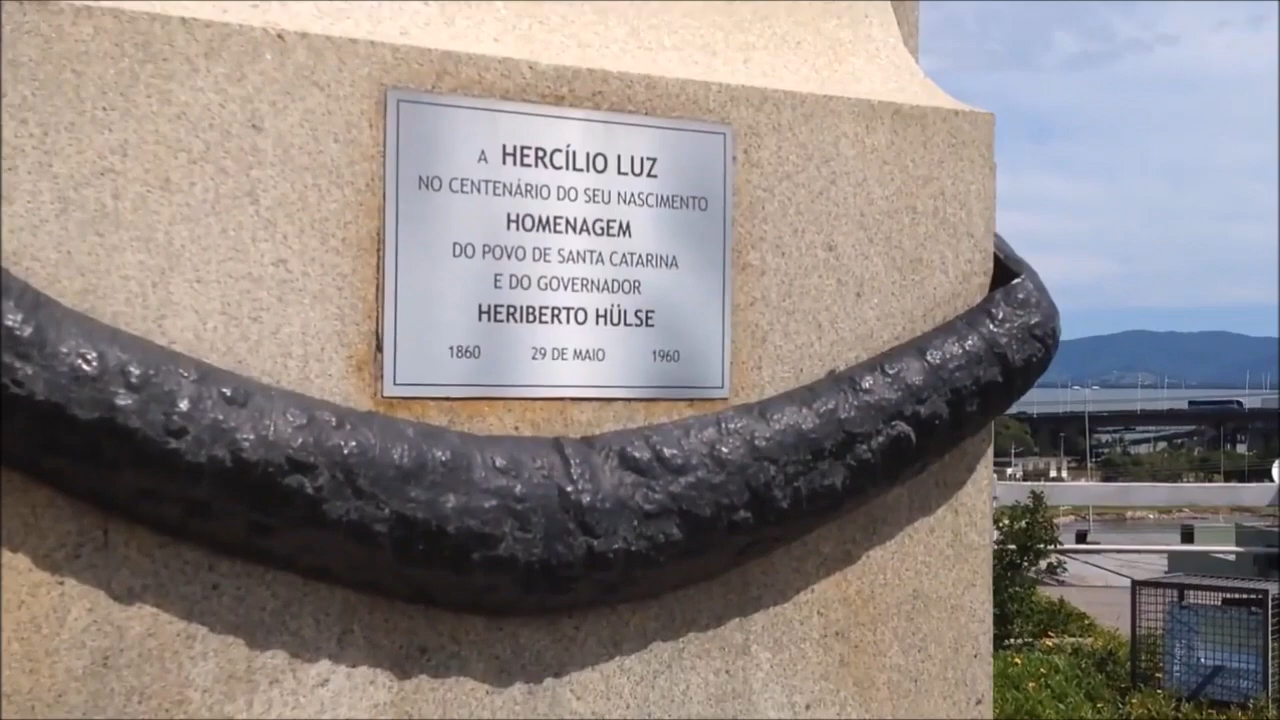 A HERCÍLIO LUZ
NO CENTENÁRIO DO SEU NASCIMENTO
HOMENAGEM
DO POVO DE SANTA CATARINA
E DO GOVERNADOR
HERIBERTO HÜLSE
1860 29 DE MAIO 1960